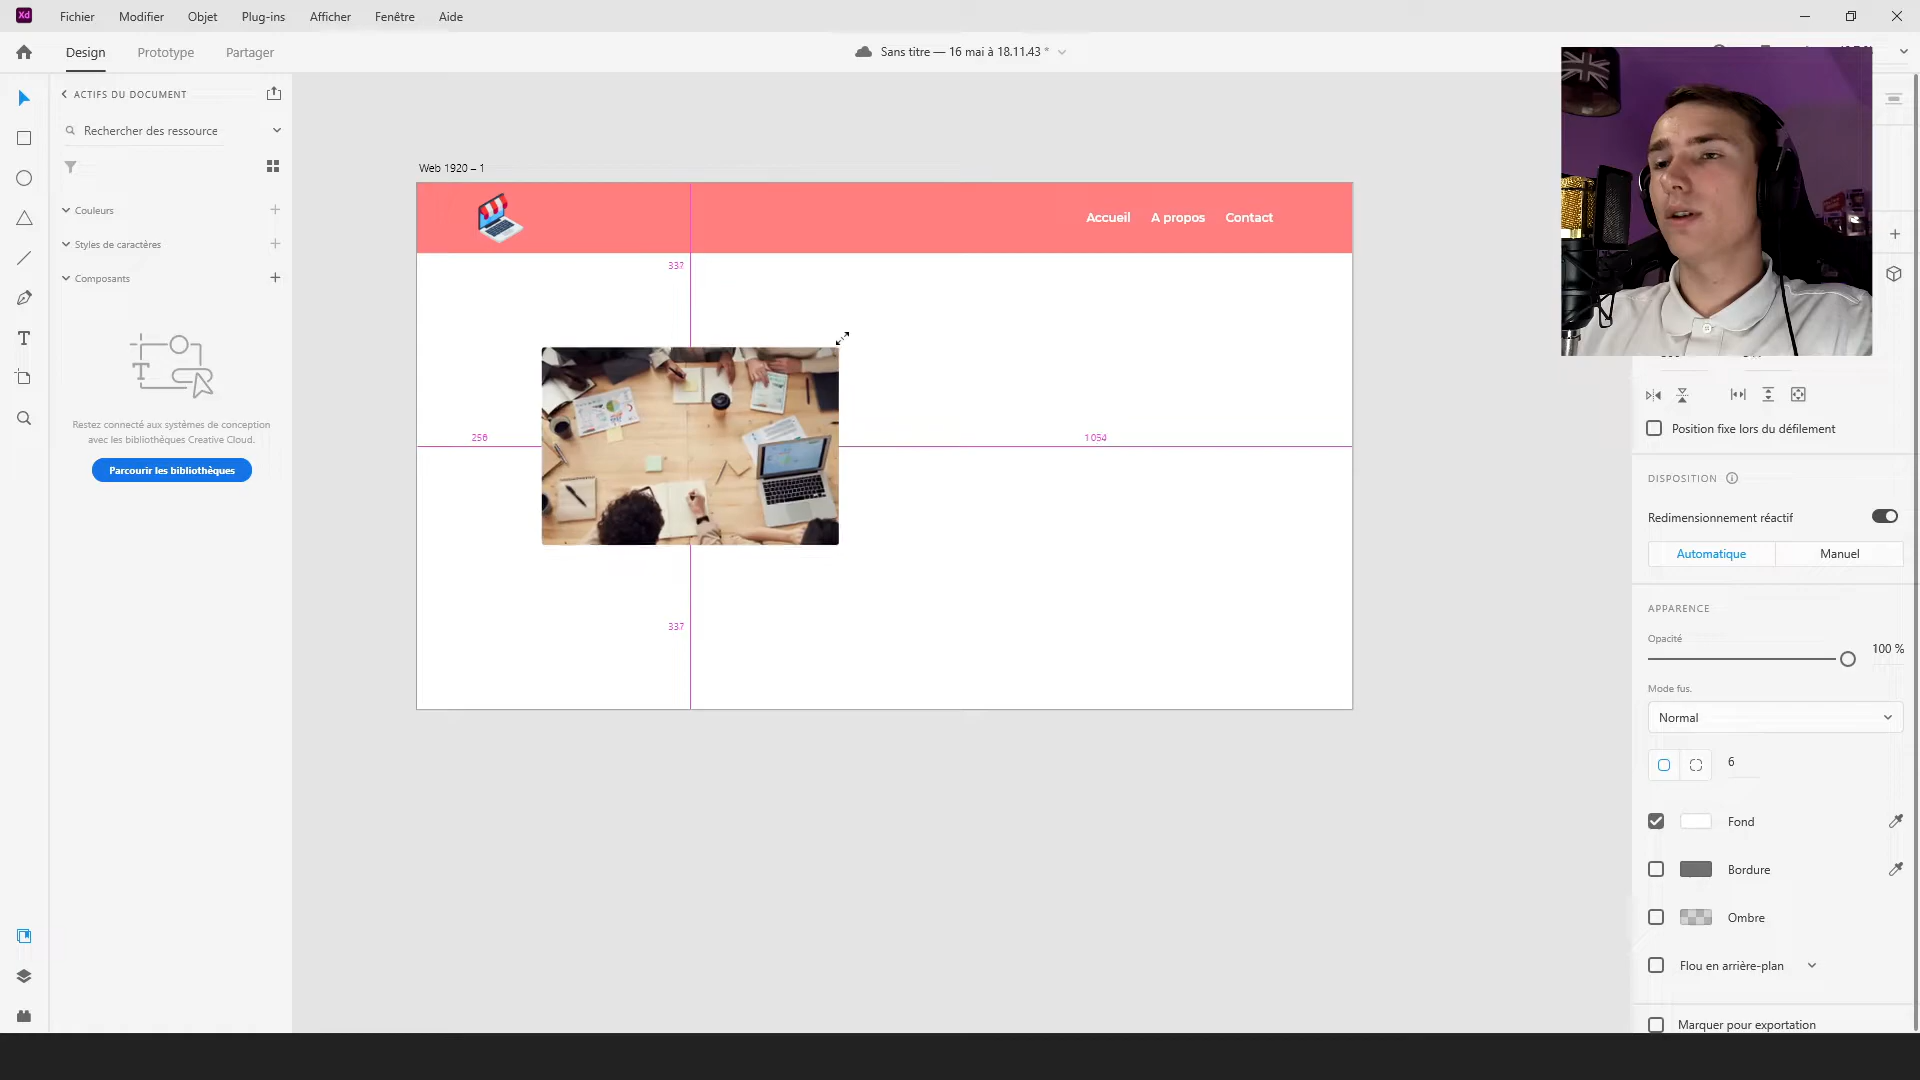 Xd
Fichier
Modifier
Objet
Plug-ins
Afficher
Fenêtre
Aide
Design
Prototype
Partager
Sans titre — 16 mai à 18.11.43 *
ACTIFS DU DOCUMENT
Rechercher des ressource
Couleurs
Styles de caractères
Composants
Restez connecté aux systèmes de conception
avec les bibliothèques Creative Cloud.
Parcourir les bibliothèques
Web 1920 – 1
Accueil
A propos
Contact
337
256
1 054
337
Position fixe lors du défilement
DISPOSITION
Redimensionnement réactif
Automatique
Manuel
APPARENCE
Opacité
100 %
Mode fus.
Normal
6
Fond
Bordure
Ombre
Flou en arrière-plan
Marquer pour exportation